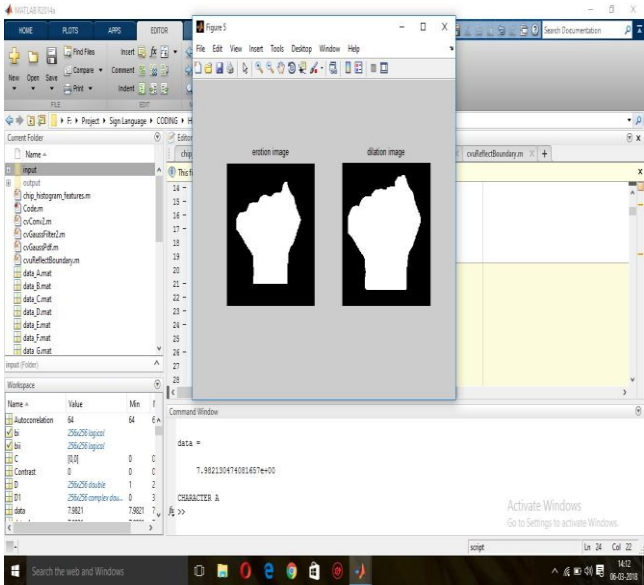 MATLAB R2014a
HOME PLOTS APPS EDITOR
Search Documentation
New Open Save
Find Files
Compare
Print
Insert
Comment
Indent
FILE
EDIT
F: Project Sign Language CODING
Figure 5
File Edit View Insert Tools Desktop Window Help
erotion image dilation image
Current Folder
Name
input
output
chip_histogram_features.m
Code.m
cvConv2.m
cvGaussFilter2.m
cvGaussPdf.m
cvuReflectBoundary.m
data_A.mat
data_B.mat
data_C.mat
data_D.mat
data_E.mat
data_F.mat
data G.mat
input (Folder)
Editor
chip
cvuReflectBoundary.m
This fi
14
15
16
17
18
19
20
21
22
23
24
25
26
27
28
Workspace
Name Value Min
Autocorrelation 64 64
bi 256x256 logical
bii 256x256 logical
C [0,0] 0
Contrast 0 0
D 256x256 double 1
D1 256x256 complex dou... 0
data 7.9821 7.9821
Command Window
data =
7.982130474081657e+00
CHARACTER A
fx >>
Activate Windows
Go to Settings to activate Windows.
script Ln 24 Col 22
Search the web and Windows
14:12